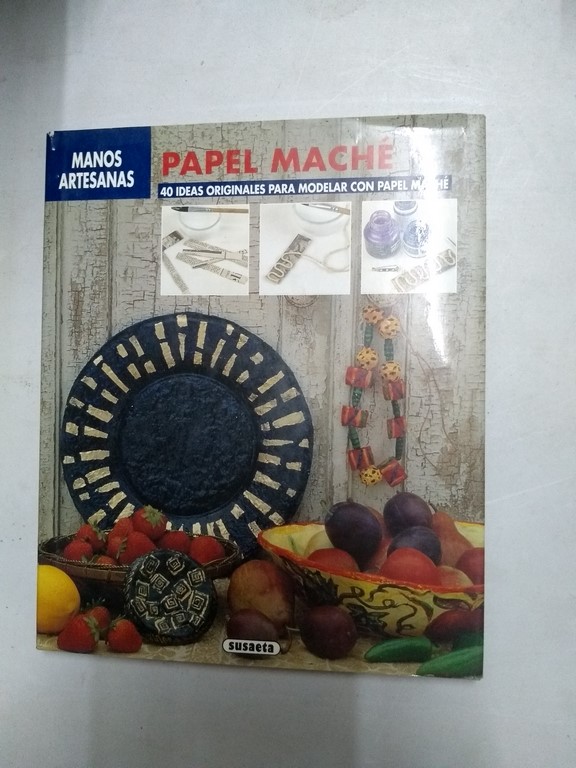 MANOS
ARTESANAS
PAPEL MACHÉ
40 IDEAS ORIGINALES PARA MODELAR CON PAPEL MACHÉ
susaeta